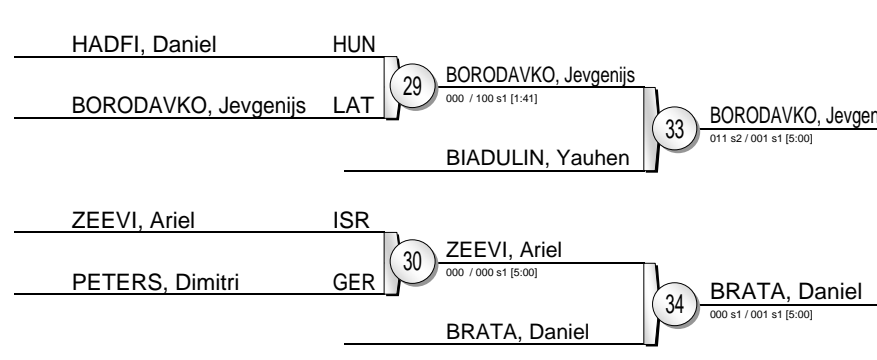 HADFI, Daniel HUN
29 BORODAVKO, Jevgenijs
000 / 100 s1 [1:41]
BORODAVKO, Jevgenijs LAT
33 BORODAVKO, Jevgen
011 s2 / 001 s1 [5:00]
BIADULIN, Yauhen
ZEEVI, Ariel ISR
30 ZEEVI, Ariel
000 / 000 s1 [5:00]
PETERS, Dimitri GER
34 BRATA, Daniel
000 s1 / 001 s1 [5:00]
BRATA, Daniel